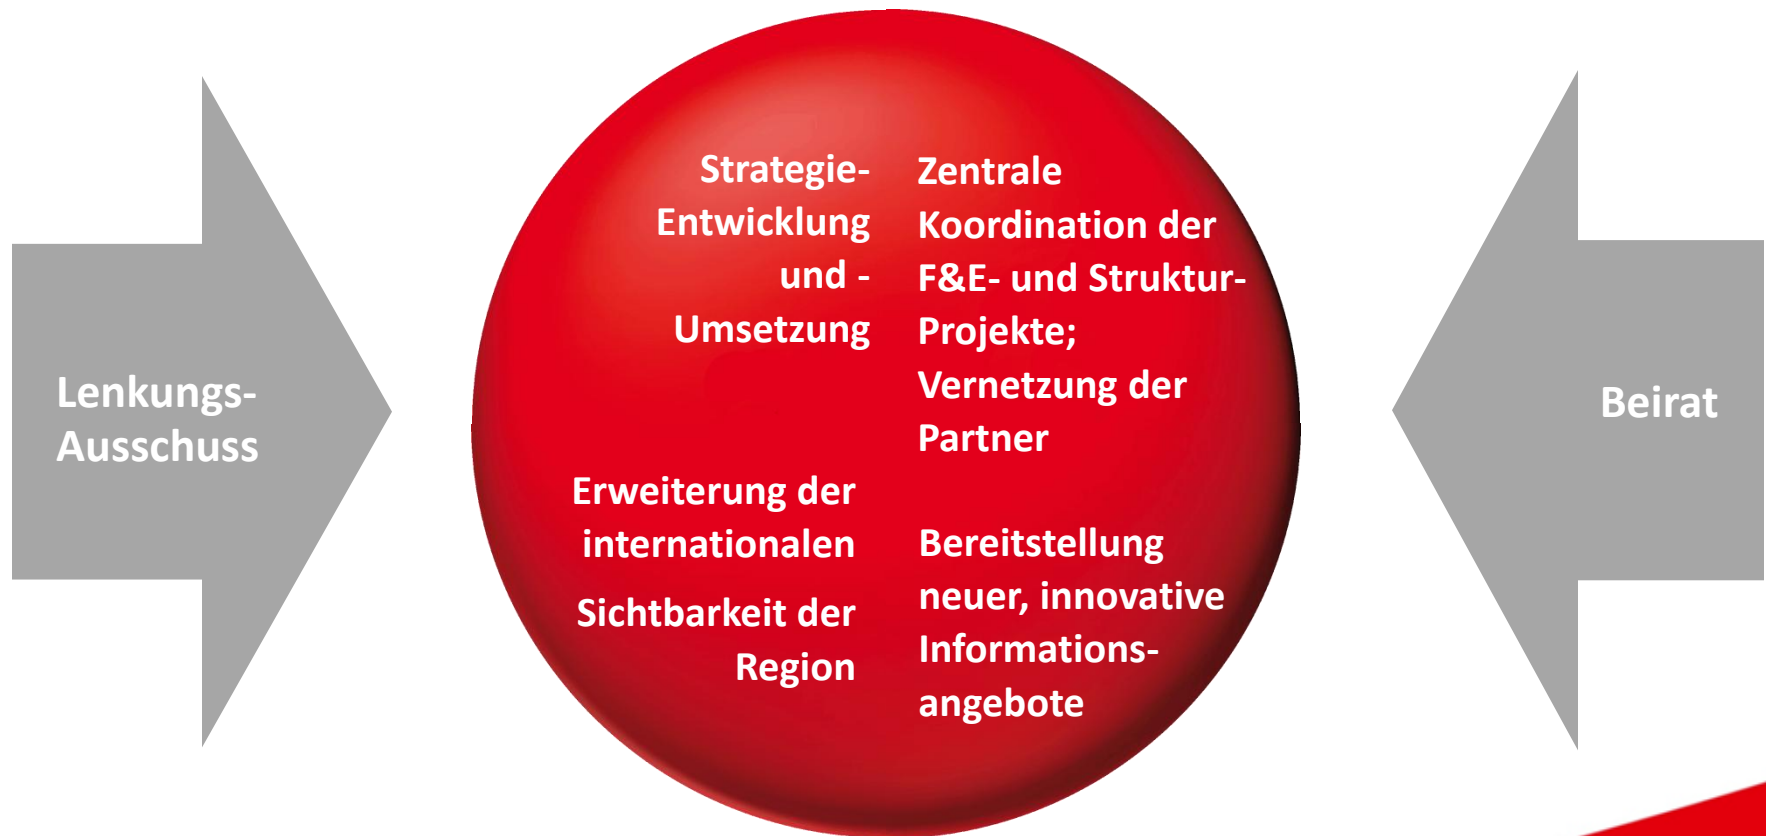 Lenkungs-
Ausschuss
Strategie-
Entwicklung
und -
Umsetzung
Erweiterung der
internationalen
Sichtbarkeit der
Region
Zentrale
Koordination der
F&E- und Struktur-
Projekte;
Vernetzung der
Partner
Bereitstellung
neuer, innovative
Informations-
angebote
Beirat